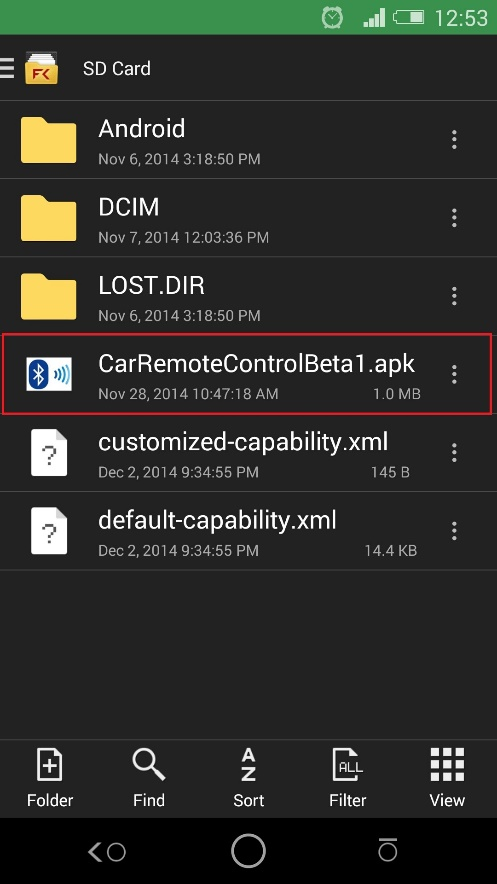 12:53
FX
SD Card
Android
Nov 6, 2014 3:18:50 PM
DCIM
Nov 7, 2014 12:03:36 PM
LOST.DIR
Nov 6, 2014 3:18:50 PM
CarRemoteControlBeta1.apk
Nov 28, 2014 10:47:18 AM 1.0 MB
customized-capability.xml
Dec 2, 2014 9:34:55 PM 145 B
?
default-capability.xml
Dec 2, 2014 9:34:55 PM 14.4 KB
?
ALL
Folder Find Sort Filter View
A
Z